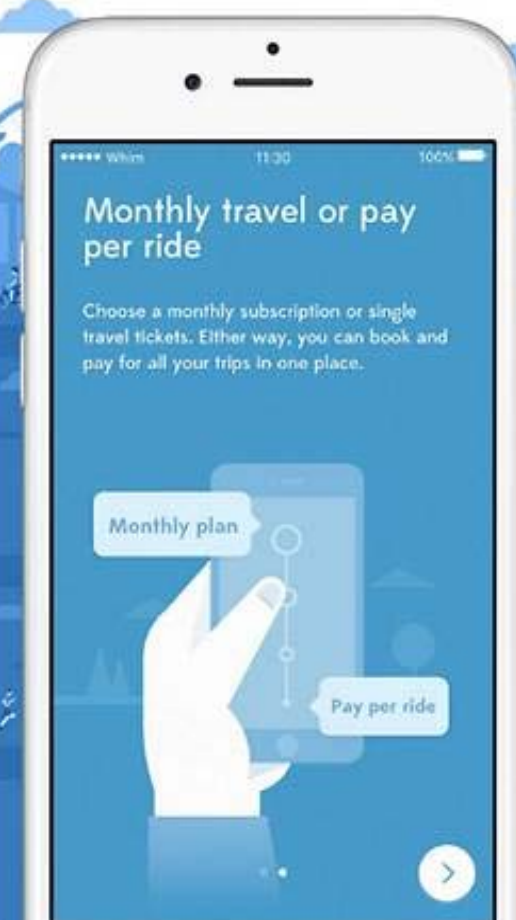 Whim 11:30 100%
Monthly travel or pay
per ride
Choose a monthly subscription or single
travel tickets. Either way, you can book and
pay for all your trips in one place.
Monthly plan
Pay per ride